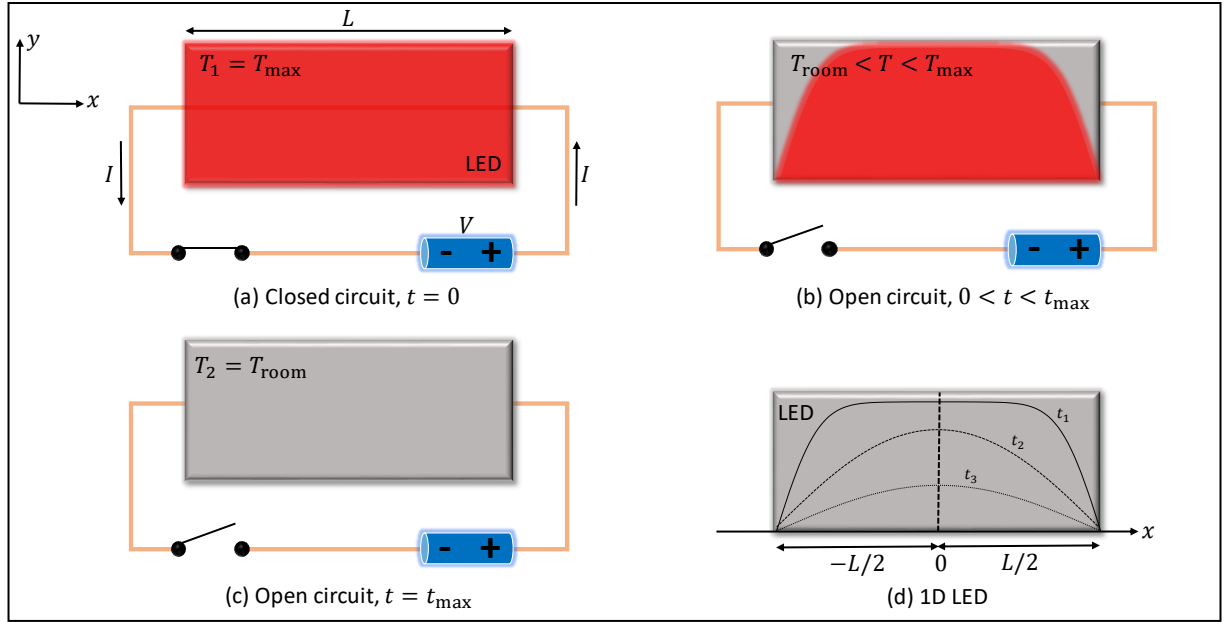 y
x
L
T₁ = T_max
LED
I
I
V
- +
(a) Closed circuit, t = 0
T_room < T < T_max
- +
(b) Open circuit, 0 < t < t_max
T₂ = T_room
- +
(c) Open circuit, t = t_max
LED
t₁
t₂
t₃
x
−L/2 0 L/2
(d) 1D LED